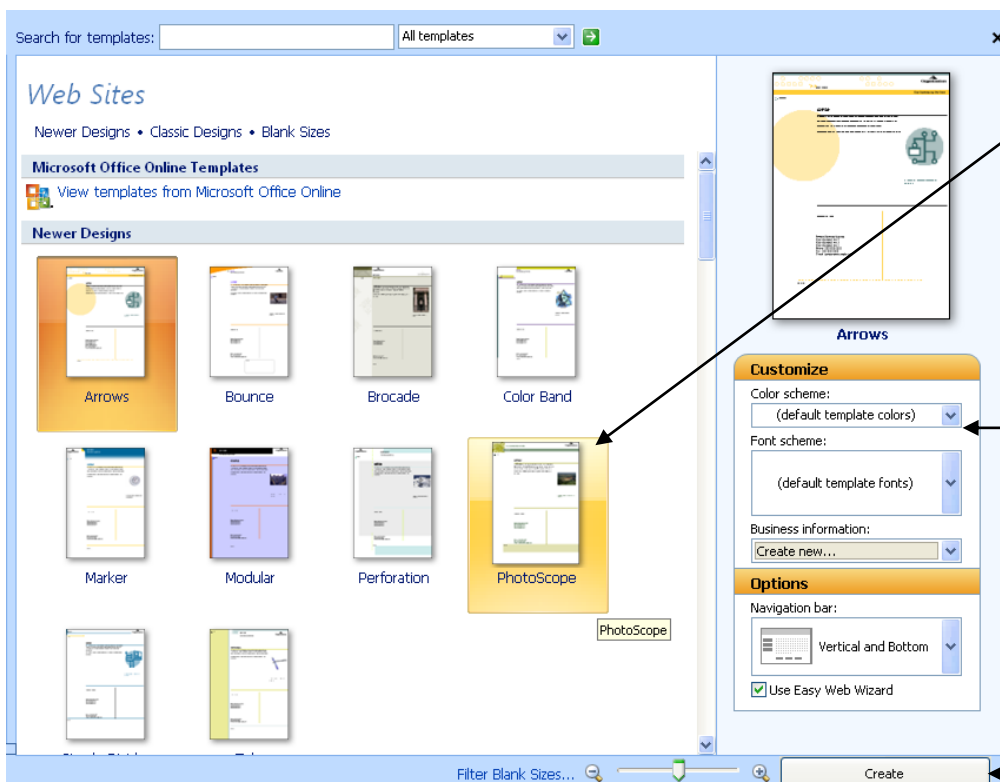 Search for templates: All templates
Web Sites
Newer Designs • Classic Designs • Blank Sizes
Microsoft Office Online Templates
View templates from Microsoft Office Online
Newer Designs
Arrows Bounce Brocade Color Band
Marker Modular Perforation PhotoScope
PhotoScope
Arrows
Customize
Color scheme:
(default template colors)
Font scheme:
(default template fonts)
Business information:
Create new...
Options
Navigation bar:
Vertical and Bottom
Use Easy Web Wizard
Filter Blank Sizes...
Create